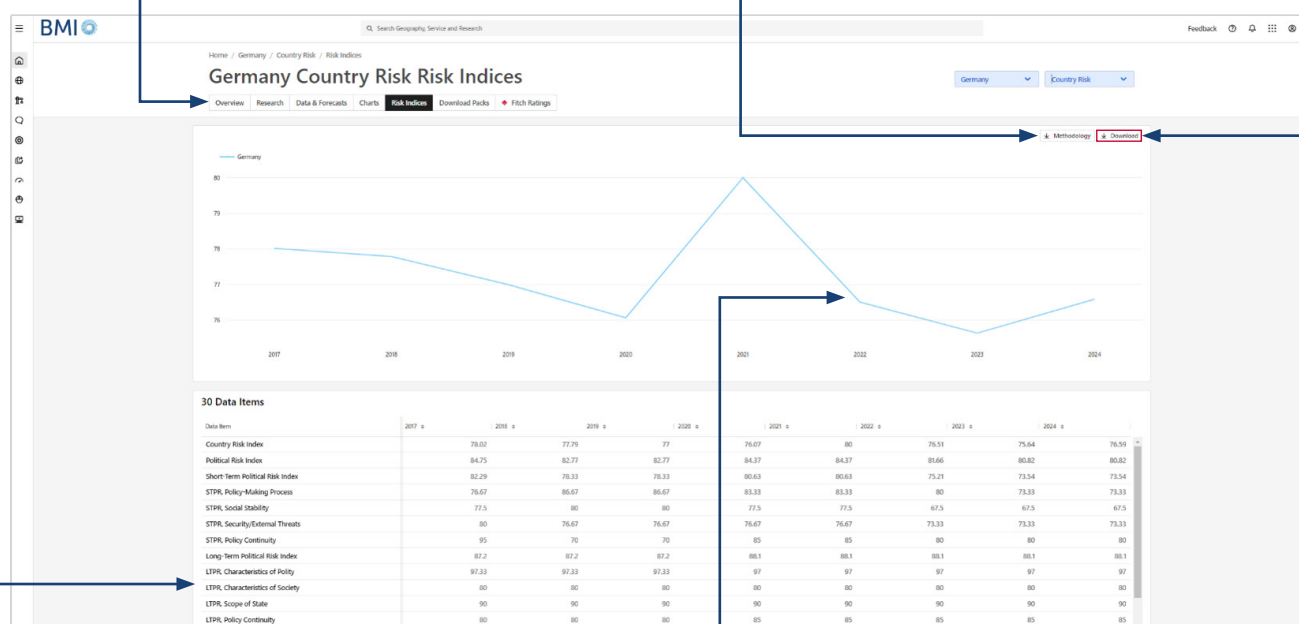 BMI
Search Geography, Service and Research
Feedback
Home / Germany / Country Risk / Risk Indices
Germany Country Risk Risk Indices
Germany Country Risk
Overview Research Data & Forecasts Charts Risk Indices Download Packs Fitch Ratings
Methodology Download
Germany
80
79
78
77
76
2017 2018 2019 2020 2021 2022 2023 2024
30 Data Items
Data Item 2017 2018 2019 2020 2021 2022 2023 2024
Country Risk Index 78.02 77.79 77 76.07 80 76.51 75.64 76.59
Political Risk Index 84.75 82.77 82.77 84.37 84.37 81.66 80.82 80.82
Short-Term Political Risk Index 82.29 78.33 78.33 80.63 80.63 75.21 73.54 73.54
STPR, Policy-Making Process 76.67 86.67 86.67 83.33 83.33 80 73.33 73.33
STPR, Social Stability 77.5 80 80 77.5 77.5 67.5 67.5 67.5
STPR, Security/External Threats 80 76.67 76.67 76.67 76.67 73.33 73.33 73.33
STPR, Policy Continuity 95 70 70 85 85 80 80 80
Long-Term Political Risk Index 87.2 87.2 87.2 88.1 88.1 88.1 88.1 88.1
LTPR, Characteristics of Polity 97.33 97.33 97.33 97 97 97 97 97
LTPR, Characteristics of Society 80 80 80 80 80 80 80 80
LTPR, Scope of State 90 90 90 90 90 90 90 90
LTPR, Policy Continuity 80 80 80 85 85 85 85 85